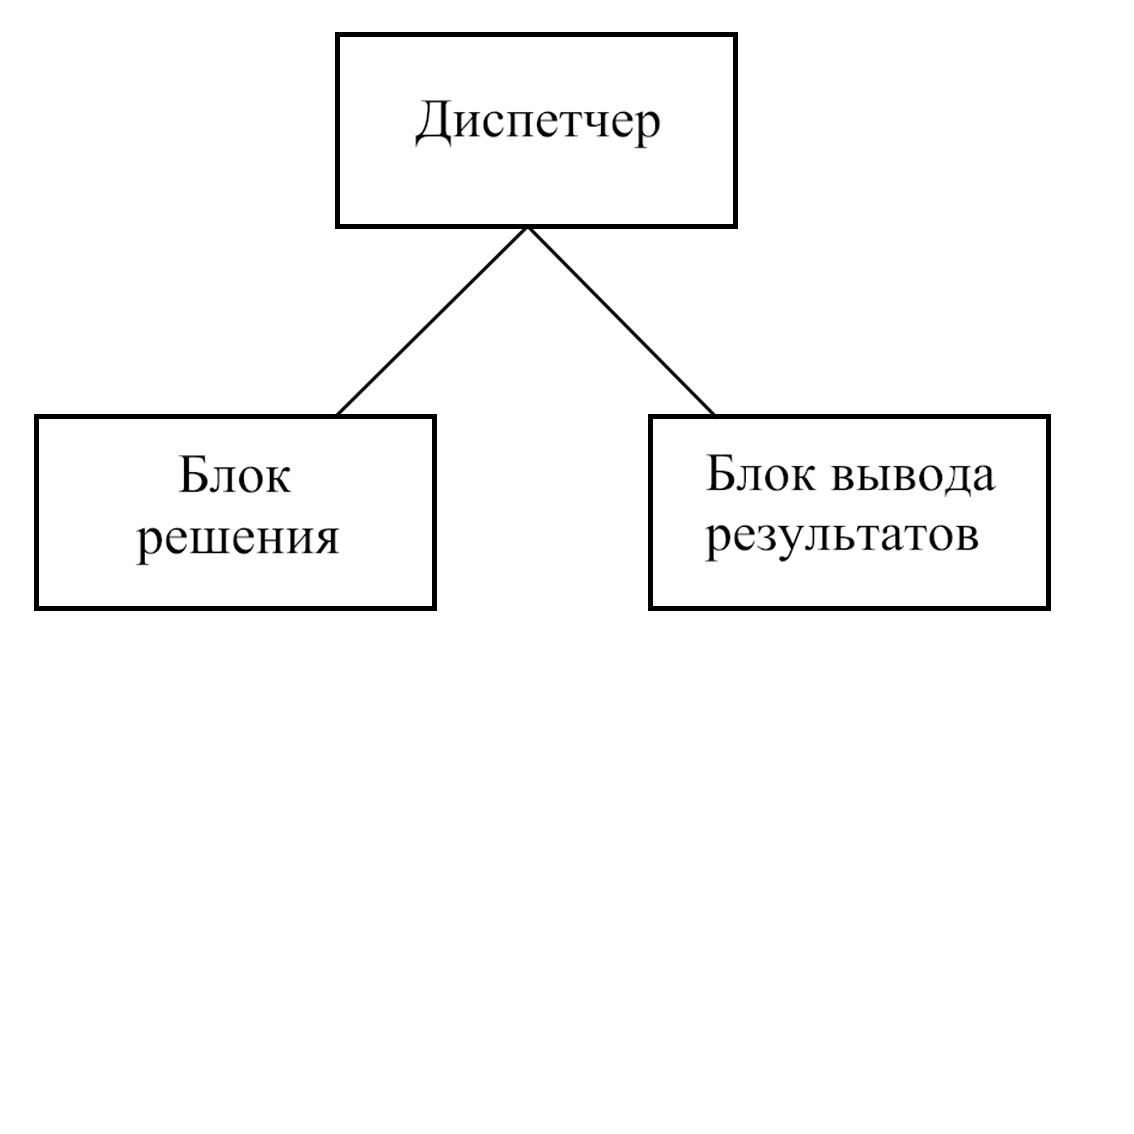 Диспетчер
Блок
решения
Блок вывода
результатов